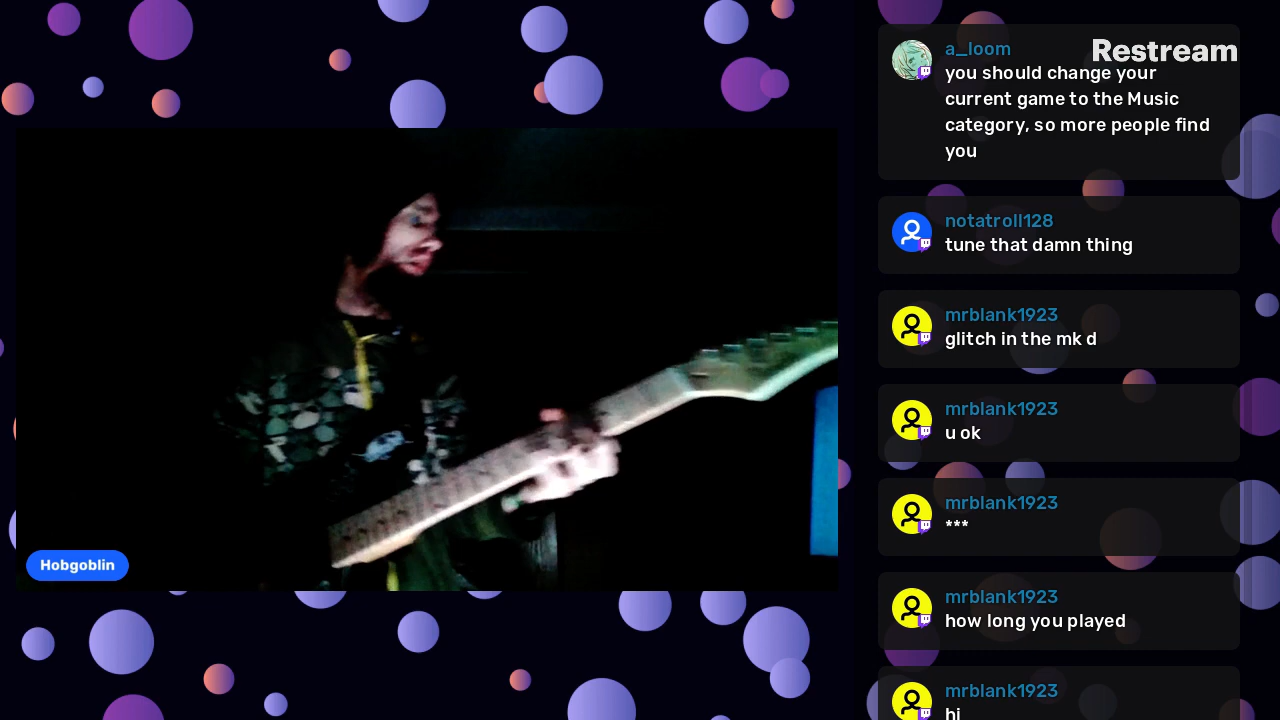 Restream
a_loom
you should change your
current game to the Music
category, so more people find
you
notatroll128
tune that damn thing
mrblank1923
glitch in the mk d
mrblank1923
u ok
mrblank1923
***
mrblank1923
how long you played
mrblank1923
hi
Hobgoblin